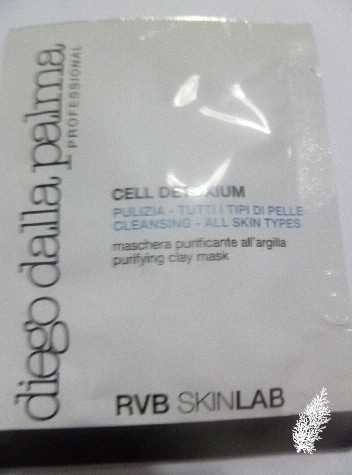 diego dalla palma
PROFESSIONAL
CELL DETOXIUM
PULIZIA - TUTTI I TIPI DI PELLE
CLEANSING - ALL SKIN TYPES
maschera purificante all'argilla
purifying clay mask
RVB SKINLAB